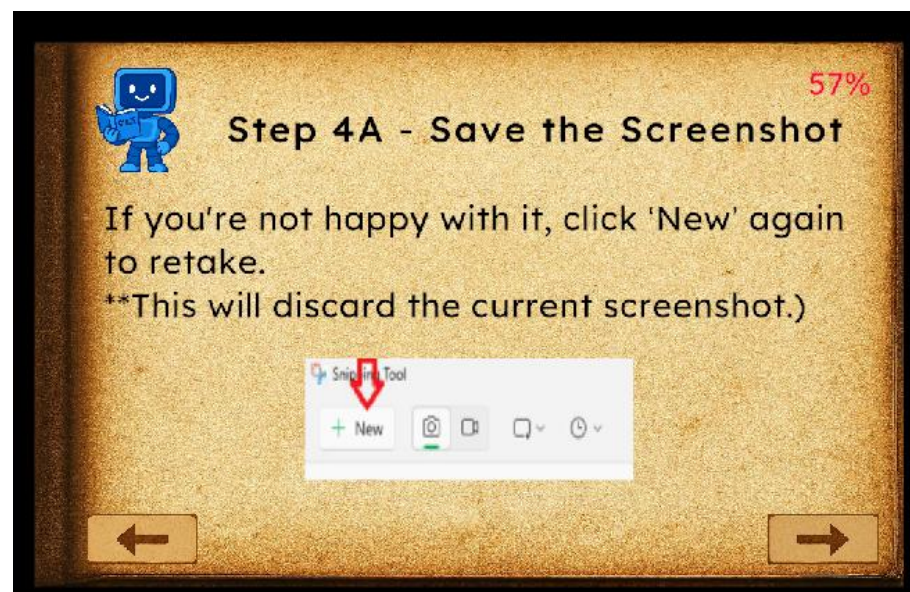 57%
Step 4A - Save the Screenshot
If you're not happy with it, click 'New' again
to retake.
**This will discard the current screenshot.)
Snipping Tool
+ New